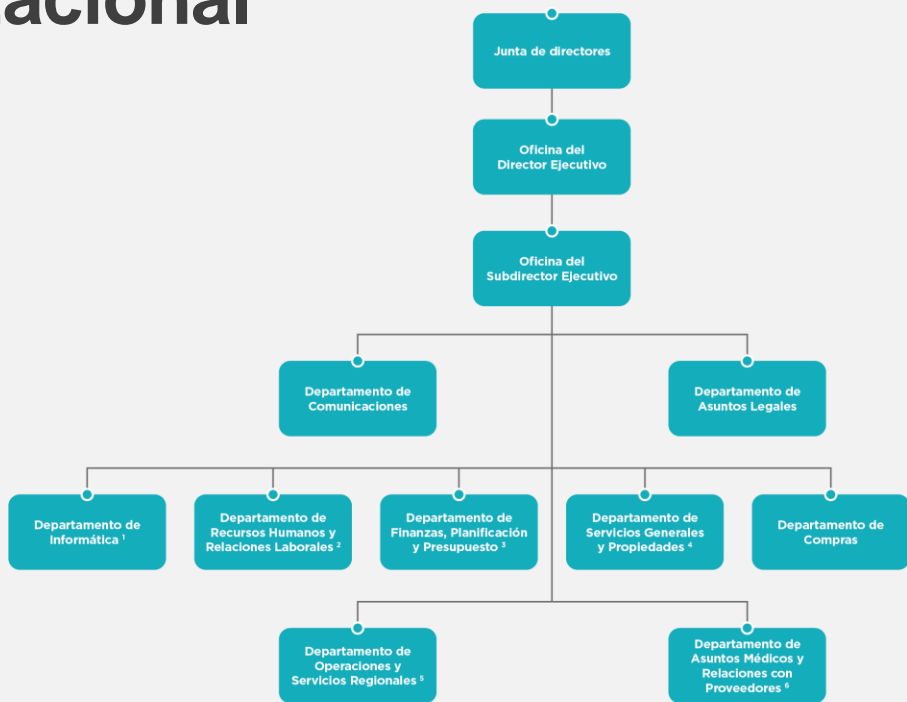 Junta de directores
Oficina del
Director Ejecutivo
Oficina del
Subdirector Ejecutivo
Departamento de
Comunicaciones
Departamento de
Asuntos Legales
Departamento de
Informática ¹
Departamento de
Recursos Humanos y
Relaciones Laborales ²
Departamento de
Finanzas, Planificación
y Presupuesto ³
Departamento de
Servicios Generales
y Propiedades ⁴
Departamento de
Compras
Departamento de
Operaciones y
Servicios Regionales ⁵
Departamento de
Asuntos Médicos y
Relaciones con
Proveedores ⁶